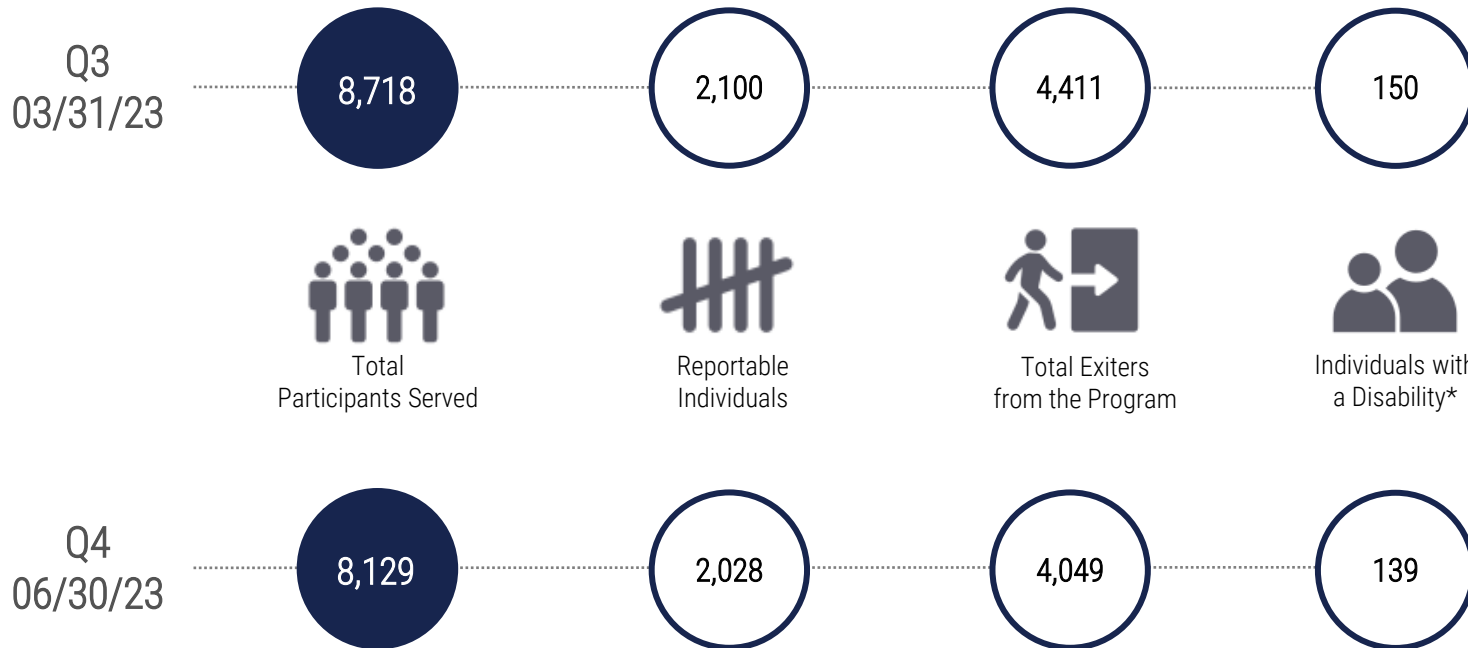 Q3
03/31/23
8,718
2,100
4,411
150
Total
Participants Served
Reportable
Individuals
Total Exiters
from the Program
Individuals with
a Disability*
Q4
06/30/23
8,129
2,028
4,049
139